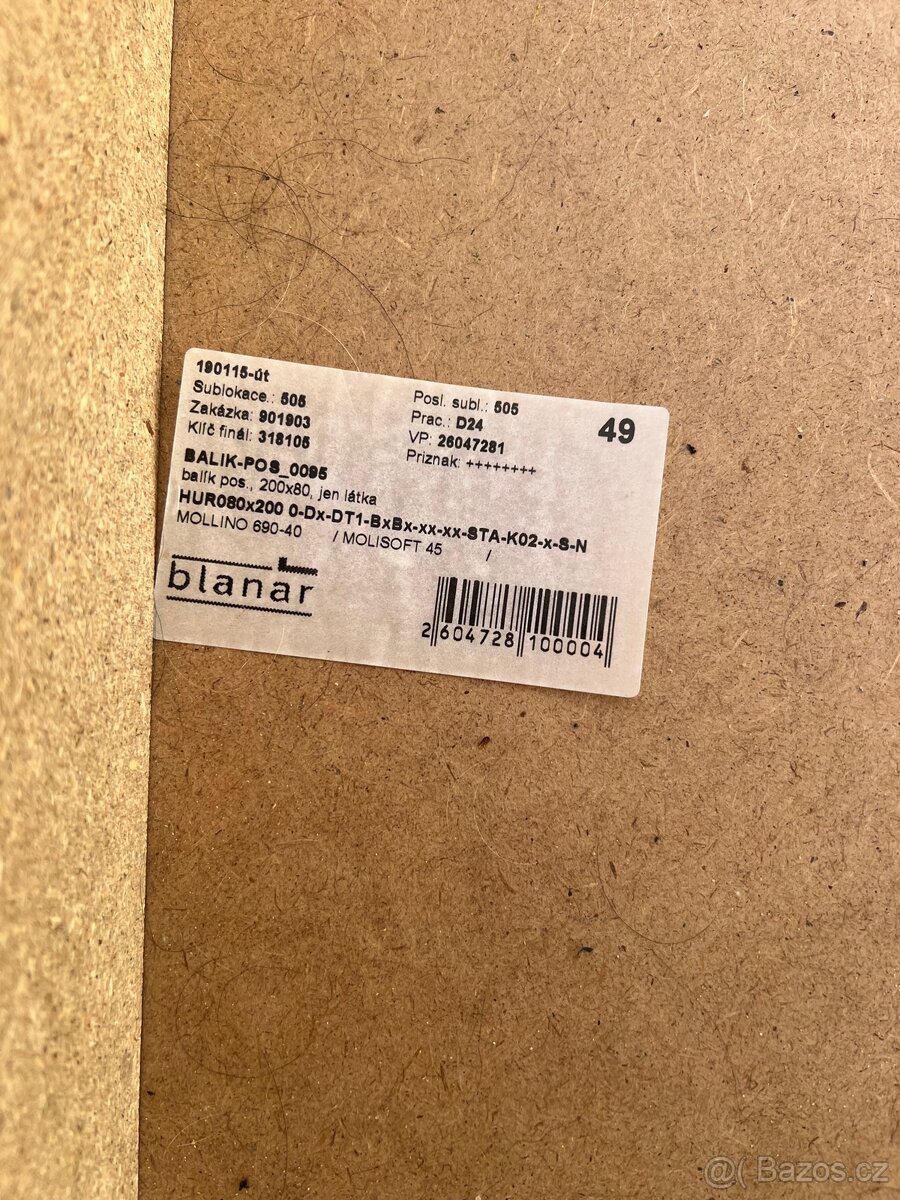 190115-út
Sublokace.: 505
Zakázka: 901903
Klíč finál: 318105
Posl. subl.: 505
Prac.: D24
VP: 26047281
Priznak: ++++++++
49
BALIK-POS_0095
balík pos., 200x80, jen látka
HUR080x200 0-Dx-DT1-BxBx-xx-xx-STA-K02-x-S-N
MOLLINO 690-40 / MOLISOFT 45 /
blanář
2604728100004
@( Bazos.cz